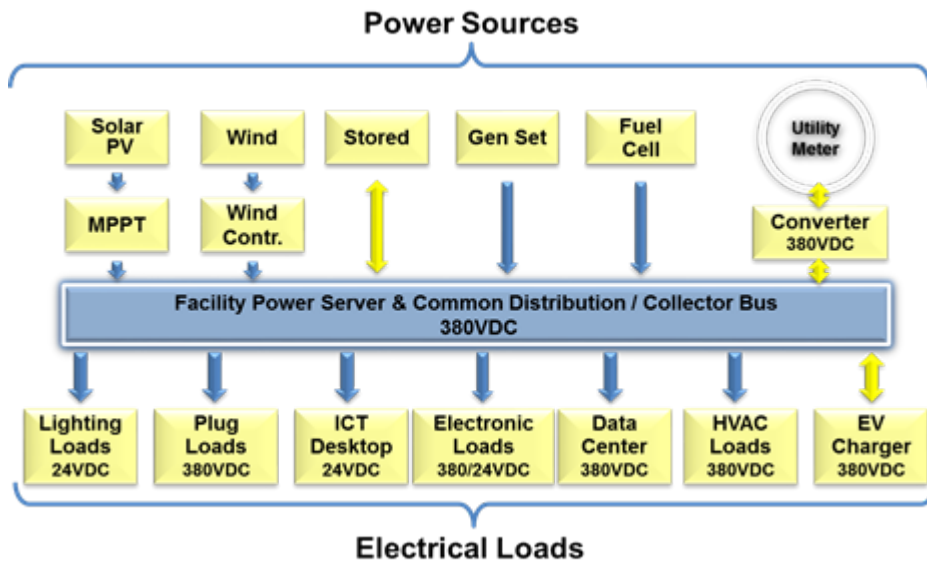 Power Sources
Solar
PV
Wind
Stored
Gen Set
Fuel
Cell
Utility
Meter
MPPT
Wind
Contr.
Converter
380VDC
Facility Power Server & Common Distribution / Collector Bus
380VDC
Lighting
Loads
24VDC
Plug
Loads
380VDC
ICT
Desktop
24VDC
Electronic
Loads
380/24VDC
Data
Center
380VDC
HVAC
Loads
380VDC
EV
Charger
380VDC
Electrical Loads